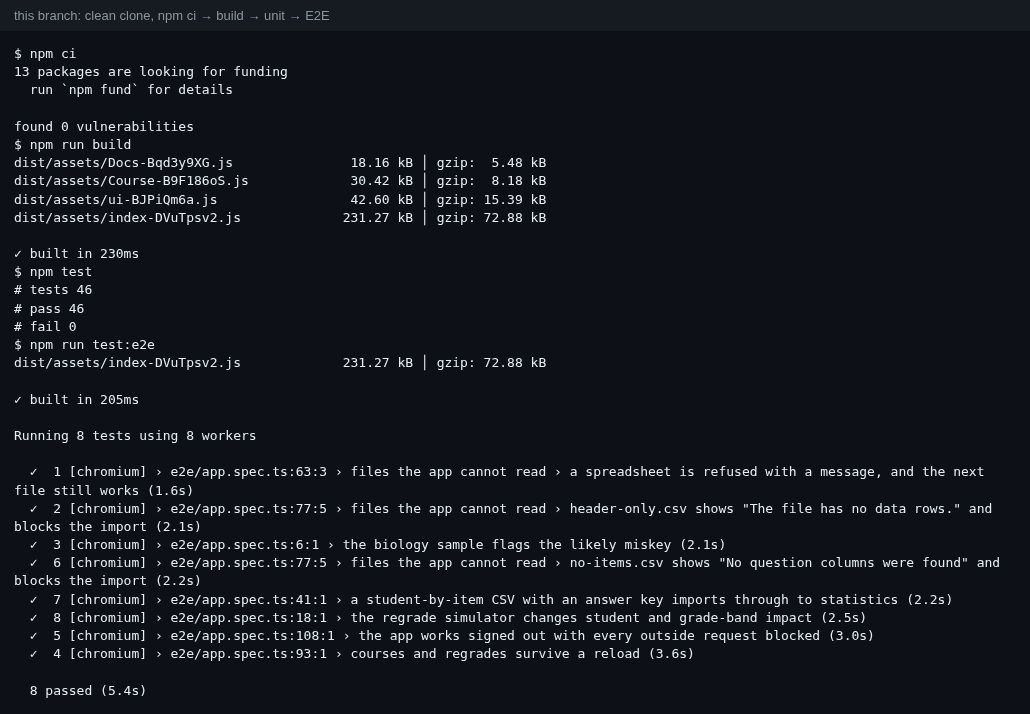 this branch: clean clone, npm ci → build → unit → E2E
$ npm ci
13 packages are looking for funding
  run `npm fund` for details

found 0 vulnerabilities
$ npm run build
dist/assets/Docs-Bqd3y9XG.js               18.16 kB │ gzip:  5.48 kB
dist/assets/Course-B9F186oS.js             30.42 kB │ gzip:  8.18 kB
dist/assets/ui-BJPiQm6a.js                 42.60 kB │ gzip: 15.39 kB
dist/assets/index-DVuTpsv2.js             231.27 kB │ gzip: 72.88 kB

✓ built in 230ms
$ npm test
# tests 46
# pass 46
# fail 0
$ npm run test:e2e
dist/assets/index-DVuTpsv2.js             231.27 kB │ gzip: 72.88 kB

✓ built in 205ms

Running 8 tests using 8 workers

  ✓  1 [chromium] › e2e/app.spec.ts:63:3 › files the app cannot read › a spreadsheet is refused with a message, and the next
file still works (1.6s)
  ✓  2 [chromium] › e2e/app.spec.ts:77:5 › files the app cannot read › header-only.csv shows "The file has no data rows." and
blocks the import (2.1s)
  ✓  3 [chromium] › e2e/app.spec.ts:6:1 › the biology sample flags the likely miskey (2.1s)
  ✓  6 [chromium] › e2e/app.spec.ts:77:5 › files the app cannot read › no-items.csv shows "No question columns were found" and
blocks the import (2.2s)
  ✓  7 [chromium] › e2e/app.spec.ts:41:1 › a student-by-item CSV with an answer key imports through to statistics (2.2s)
  ✓  8 [chromium] › e2e/app.spec.ts:18:1 › the regrade simulator changes student and grade-band impact (2.5s)
  ✓  5 [chromium] › e2e/app.spec.ts:108:1 › the app works signed out with every outside request blocked (3.0s)
  ✓  4 [chromium] › e2e/app.spec.ts:93:1 › courses and regrades survive a reload (3.6s)

  8 passed (5.4s)